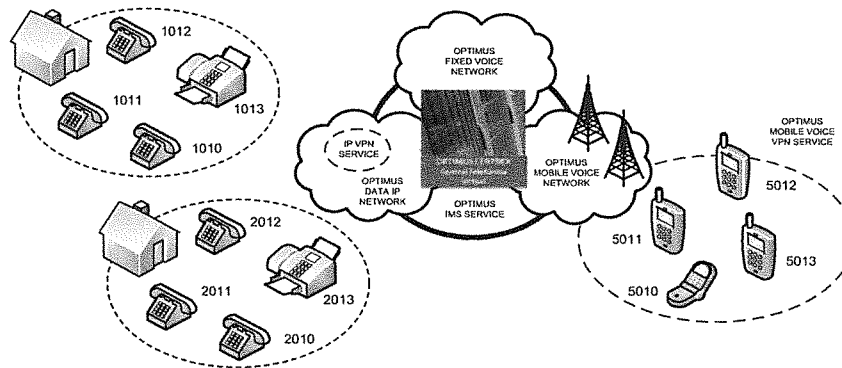 1012
1011
1013
1010
2012
2011
2013
2010
OPTIMUS
FIXED VOICE
NETWORK
IP VPN
SERVICE
OPTIMUS
DATA IP
NETWORK
OPTIMUS
MOBILE VOICE
NETWORK
OPTIMUS
IMS SERVICE
OPTIMUS
MOBILE VOICE
VPN SERVICE
5012
5011
5013
5010